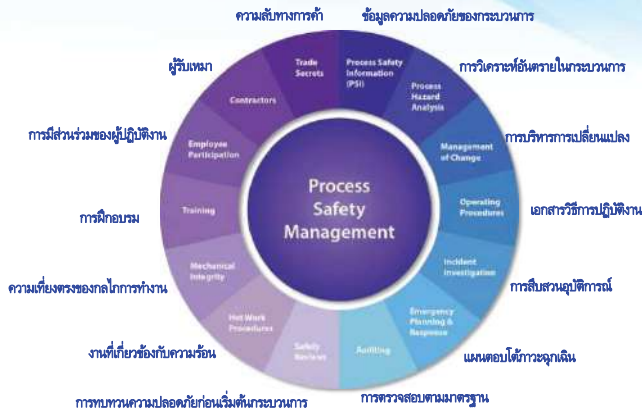 ความลับทางการค้า
ข้อมูลความปลอดภัยของกระบวนการ
ผู้รับเหมา
การวิเคราะห์อันตรายในกระบวนการ
การมีส่วนร่วมของผู้ปฏิบัติงาน
การบริหารการเปลี่ยนแปลง
การฝึกอบรม
เอกสารวิธีการปฏิบัติงาน
ความเที่ยงตรงของกลไกการทำงาน
การสืบสวนอุบัติการณ์
งานที่เกี่ยวข้องกับความร้อน
แผนตอบโต้ภาวะฉุกเฉิน
การทบทวนความปลอดภัยก่อนเริ่มต้นกระบวนการ
การตรวจสอบตามมาตรฐาน
Trade
Secrets
Process Safety
Information
(PSI)
Process
Hazard
Analysis
Management
of Change
Operating
Procedures
Incident
Investigation
Emergency
Planning &
Response
Auditing
Safety
Reviews
Hot Work
Procedures
Mechanical
Integrity
Training
Employee
Participation
Contractors
Process
Safety
Management